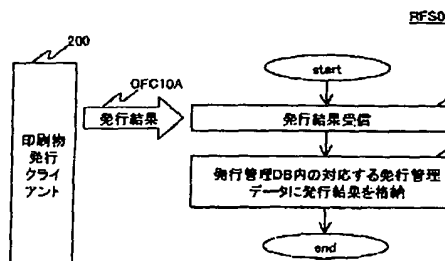 RFS0
200
OFC10A
start
発行結果
発行結果受信
印刷物
発行
クライ
アント
発行管理DB内の対応する発行管理
データに発行結果を格納
end